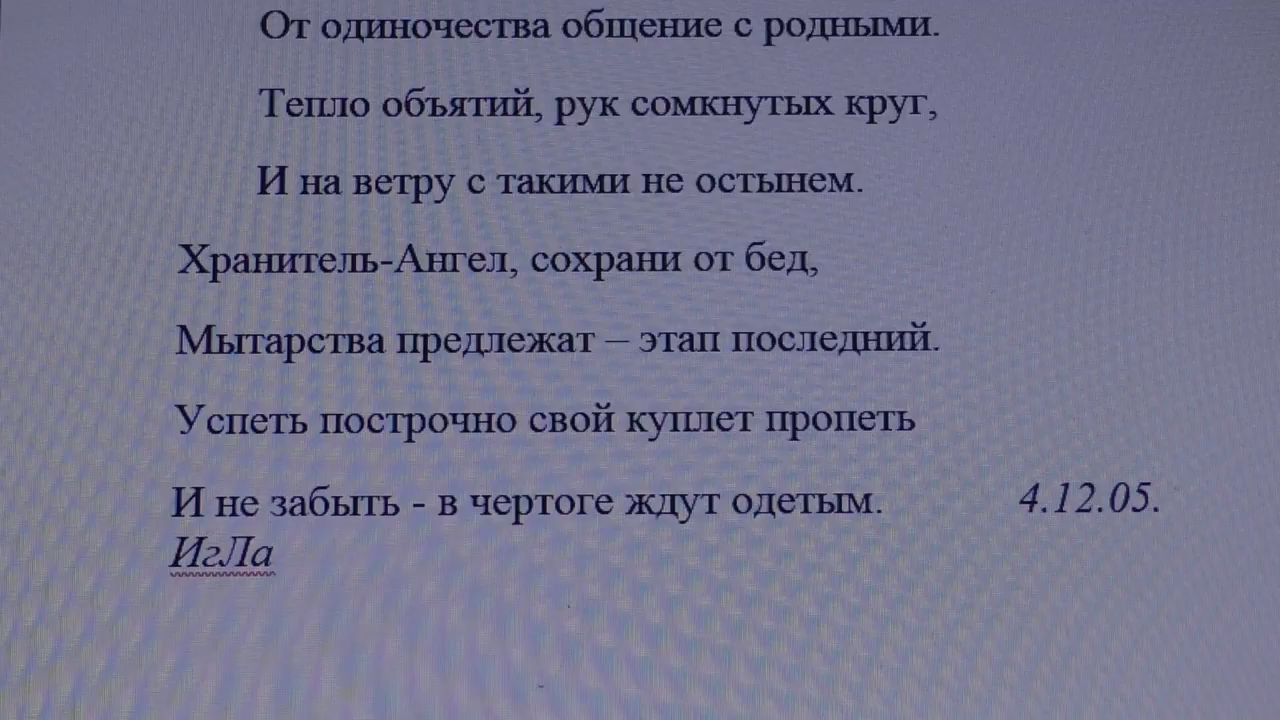 От одиночества общение с родными.
Тепло объятий, рук сомкнутых круг,
И на ветру с такими не остынем.
Хранитель-Ангел, сохрани от бед,
Мытарства предлежат – этап последний.
Успеть построчно свой куплет пропеть
И не забыть - в чертоге ждут одетым. 4.12.05.
ИгЛа